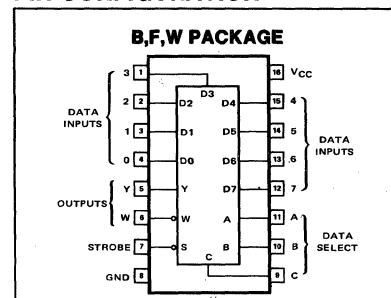 B,F,W PACKAGE
3 1 16 VCC
D3
2 2 D2 D4 15 4
DATA INPUTS
1 3 D1 D5 14 5
DATA INPUTS
0 4 D0 D6 13 6
Y 5 Y D7 12 7
OUTPUTS
W 6 W A 11 A
DATA SELECT
STROBE 7 S B 10 B
C
GND 8 9 C